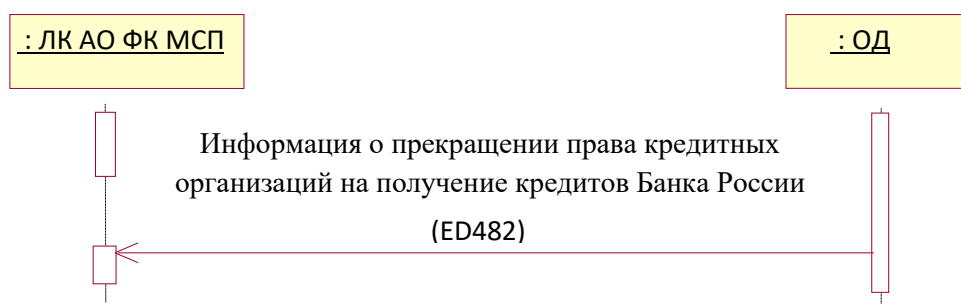 : ЛК АО ФК МСП
: ОД
Информация о прекращении права кредитных
организаций на получение кредитов Банка России
(ED482)